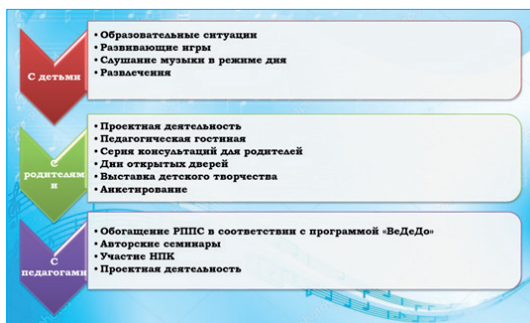 С детьми
• Образовательные ситуации
• Развивающие игры
• Слушание музыки в режиме дня
• Развлечения
С
родителям
и
• Проектная деятельность
• Педагогическая гостиная
• Серия консультаций для родителей
• Дни открытых дверей
• Выставка детского творчества
• Анкетирование
С
педагогами
• Обогащение РППС в соответствии с программой «ВеДеДо»
• Авторские семинары
• Участие НПК
• Проектная деятельность